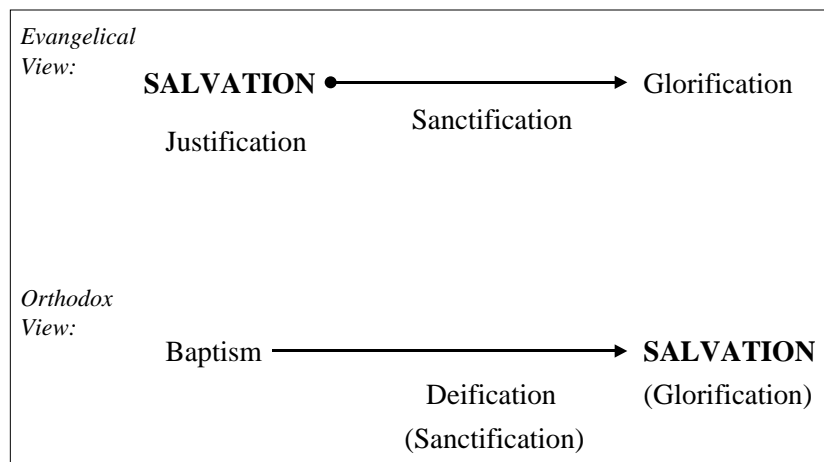 Evangelical
View:
SALVATION
Glorification
Sanctification
Justification
Orthodox
View:
Baptism
SALVATION
Deification
(Glorification)
(Sanctification)